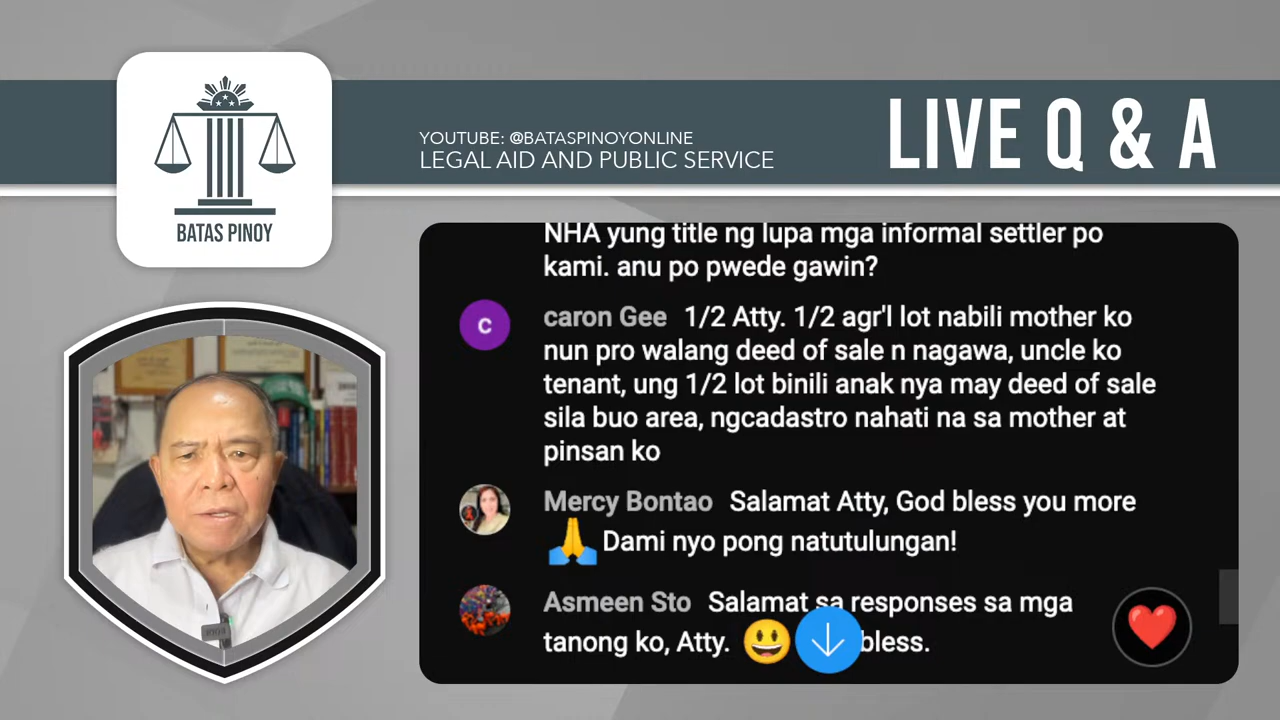 YOUTUBE: @BATASPINOYONLINE
LEGAL AID AND PUBLIC SERVICE
LIVE Q & A
BATAS PINOY
NHA yung title ng lupa mga informal settler po
kami. anu po pwede gawin?
C
caron Gee 1/2 Atty. 1/2 agr'l lot nabili mother ko
nun pro walang deed of sale n nagawa, uncle ko
tenant, ung 1/2 lot binili anak nya may deed of sale
sila buo area, ngcadastro nahati na sa mother at
pinsan ko
Mercy Bontao Salamat Atty, God bless you more
🙏 Dami nyo pong natutulungan!
Asmeen Sto Salamat sa responses sa mga
tanong ko, Atty. 😃 bless.